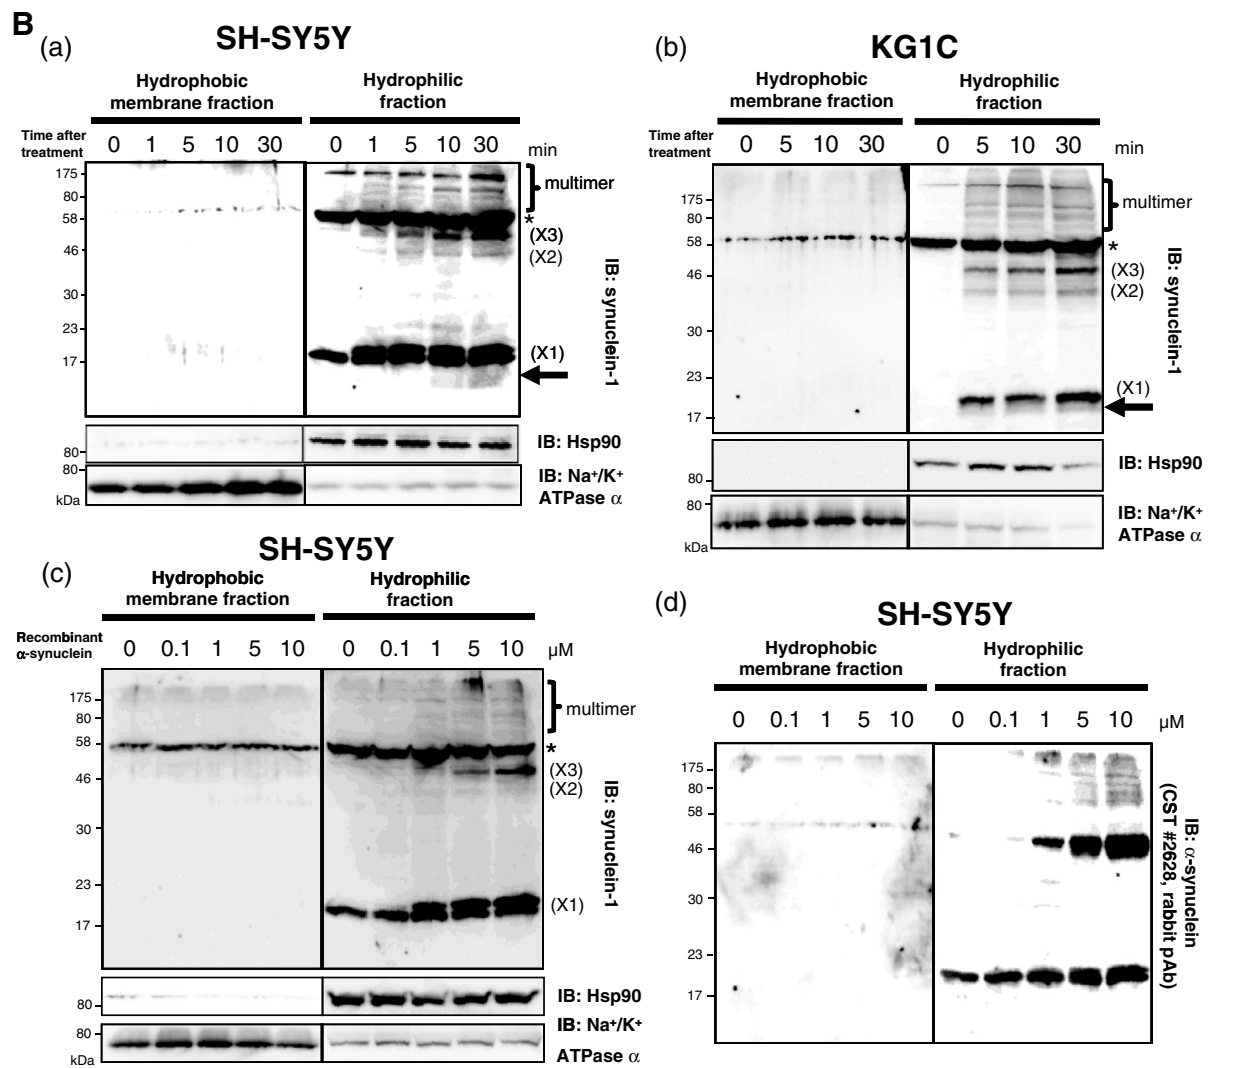 B
(a)
SH-SY5Y
Hydrophobic
membrane fraction
Hydrophilic
fraction
Time after
treatment
0 1 5 10 30 0 1 5 10 30 min
175
80
58
46
30
23
17
multimer
*
(X3)
(X2)
(X1)
IB: synuclein-1
80
IB: Hsp90
80
kDa
IB: Na+/K+
ATPase α
(b)
KG1C
Hydrophobic
membrane fraction
Hydrophilic
fraction
Time after
treatment
0 5 10 30 0 5 10 30 min
175
80
58
46
30
23
17
multimer
*
(X3)
(X2)
(X1)
IB: synuclein-1
80
IB: Hsp90
80
kDa
IB: Na+/K+
ATPase α
(c)
SH-SY5Y
Hydrophobic
membrane fraction
Hydrophilic
fraction
Recombinant
α-synuclein
0 0.1 1 5 10 0 0.1 1 5 10 μM
175
80
58
46
30
23
17
multimer
*
(X3)
(X2)
(X1)
IB: synuclein-1
80
IB: Hsp90
80
kDa
IB: Na+/K+
ATPase α
(d)
SH-SY5Y
Hydrophobic
membrane fraction
Hydrophilic
fraction
0 0.1 1 5 10 0 0.1 1 5 10 μM
175
80
58
46
30
23
17
IB: α-synuclein
(CST #2628, rabbit pAb)